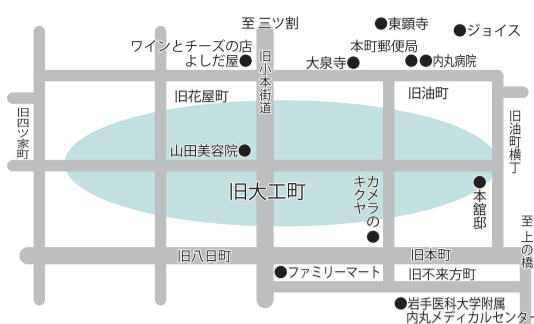 至 三ツ割
●東顕寺
●ジョイス
ワインとチーズの店
よしだ屋●
本町郵便局
大泉寺●
●●内丸病院
旧小本街道
旧花屋町
旧油町
旧四ツ家町
旧油町横丁
山田美容院●
旧大工町
カメラの
キクヤ
●
●
本舘邸
至 上の橋
旧八日町
旧本町
●ファミリーマート
旧不来方町
●岩手医科大学附属
内丸メディカルセンター